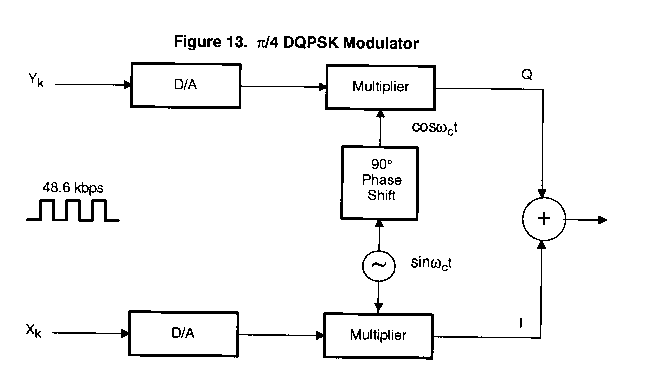 Figure 13. π/4 DQPSK Modulator
Yk
D/A
Multiplier
Q
cosωct
90°
Phase
Shift
48.6 kbps
+
~
sinωct
Xk
D/A
Multiplier
I